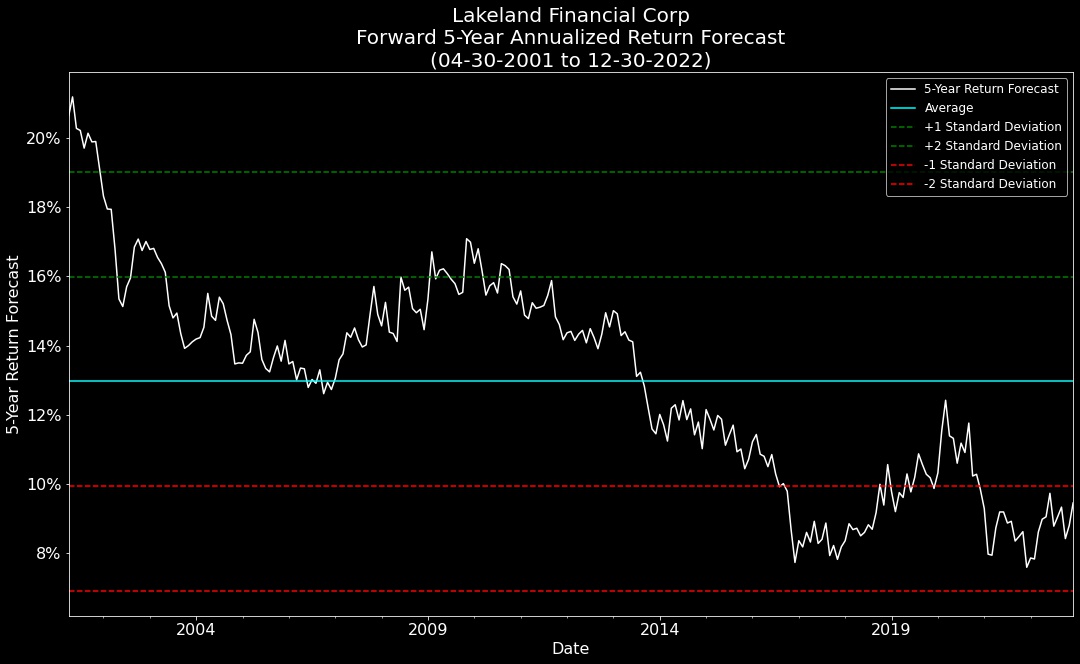 Lakeland Financial Corp
Forward 5-Year Annualized Return Forecast
(04-30-2001 to 12-30-2022)
5-Year Return Forecast
Average
+1 Standard Deviation
+2 Standard Deviation
-1 Standard Deviation
-2 Standard Deviation
5-Year Return Forecast
20%
18%
16%
14%
12%
10%
8%
2004
2009
2014
2019
Date